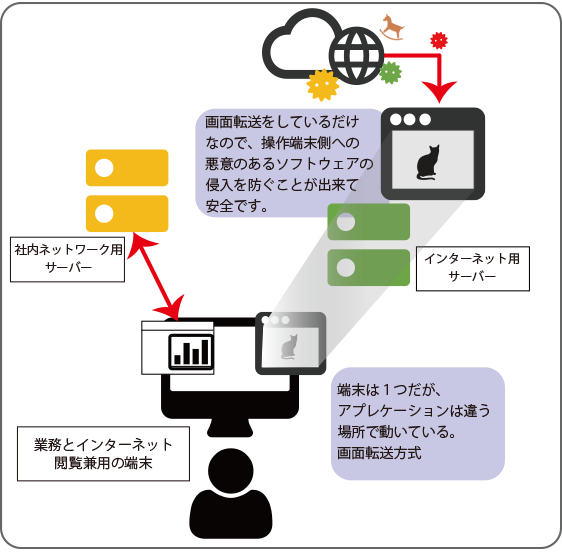 画面転送をしているだけ
なので、操作端末側への
悪意のあるソフトウェアの
侵入を防ぐことが出来て
安全です。
社内ネットワーク用
サーバー
インターネット用
サーバー
端末は１つだが、
アプレケーションは違う
場所で動いている。
画面転送方式
業務とインターネット
閲覧兼用の端末